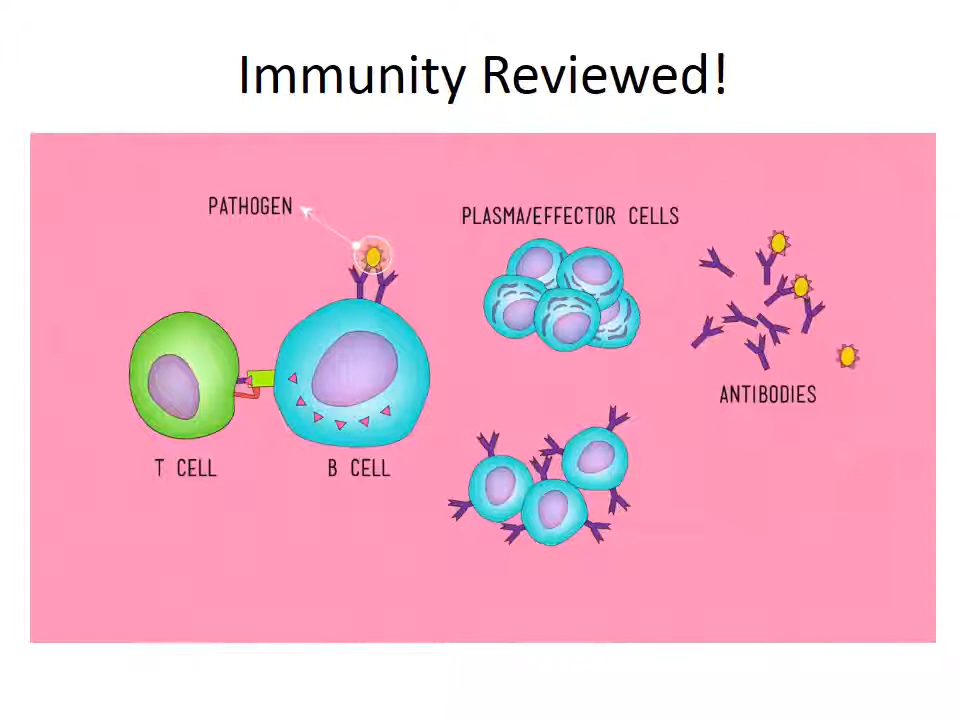 Immunity Reviewed!
PATHOGEN
PLASMA/EFFECTOR CELLS
ANTIBODIES
T CELL
B CELL